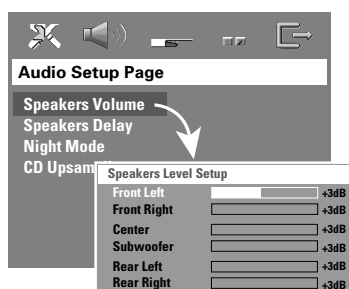 Audio Setup Page
Speakers Volume
Speakers Delay
Night Mode
CD
Speakers Level Setup
Front Left +3dB
Front Right +3dB
Center +3dB
Subwoofer +3dB
Rear Left +3dB
Rear Right +3dB